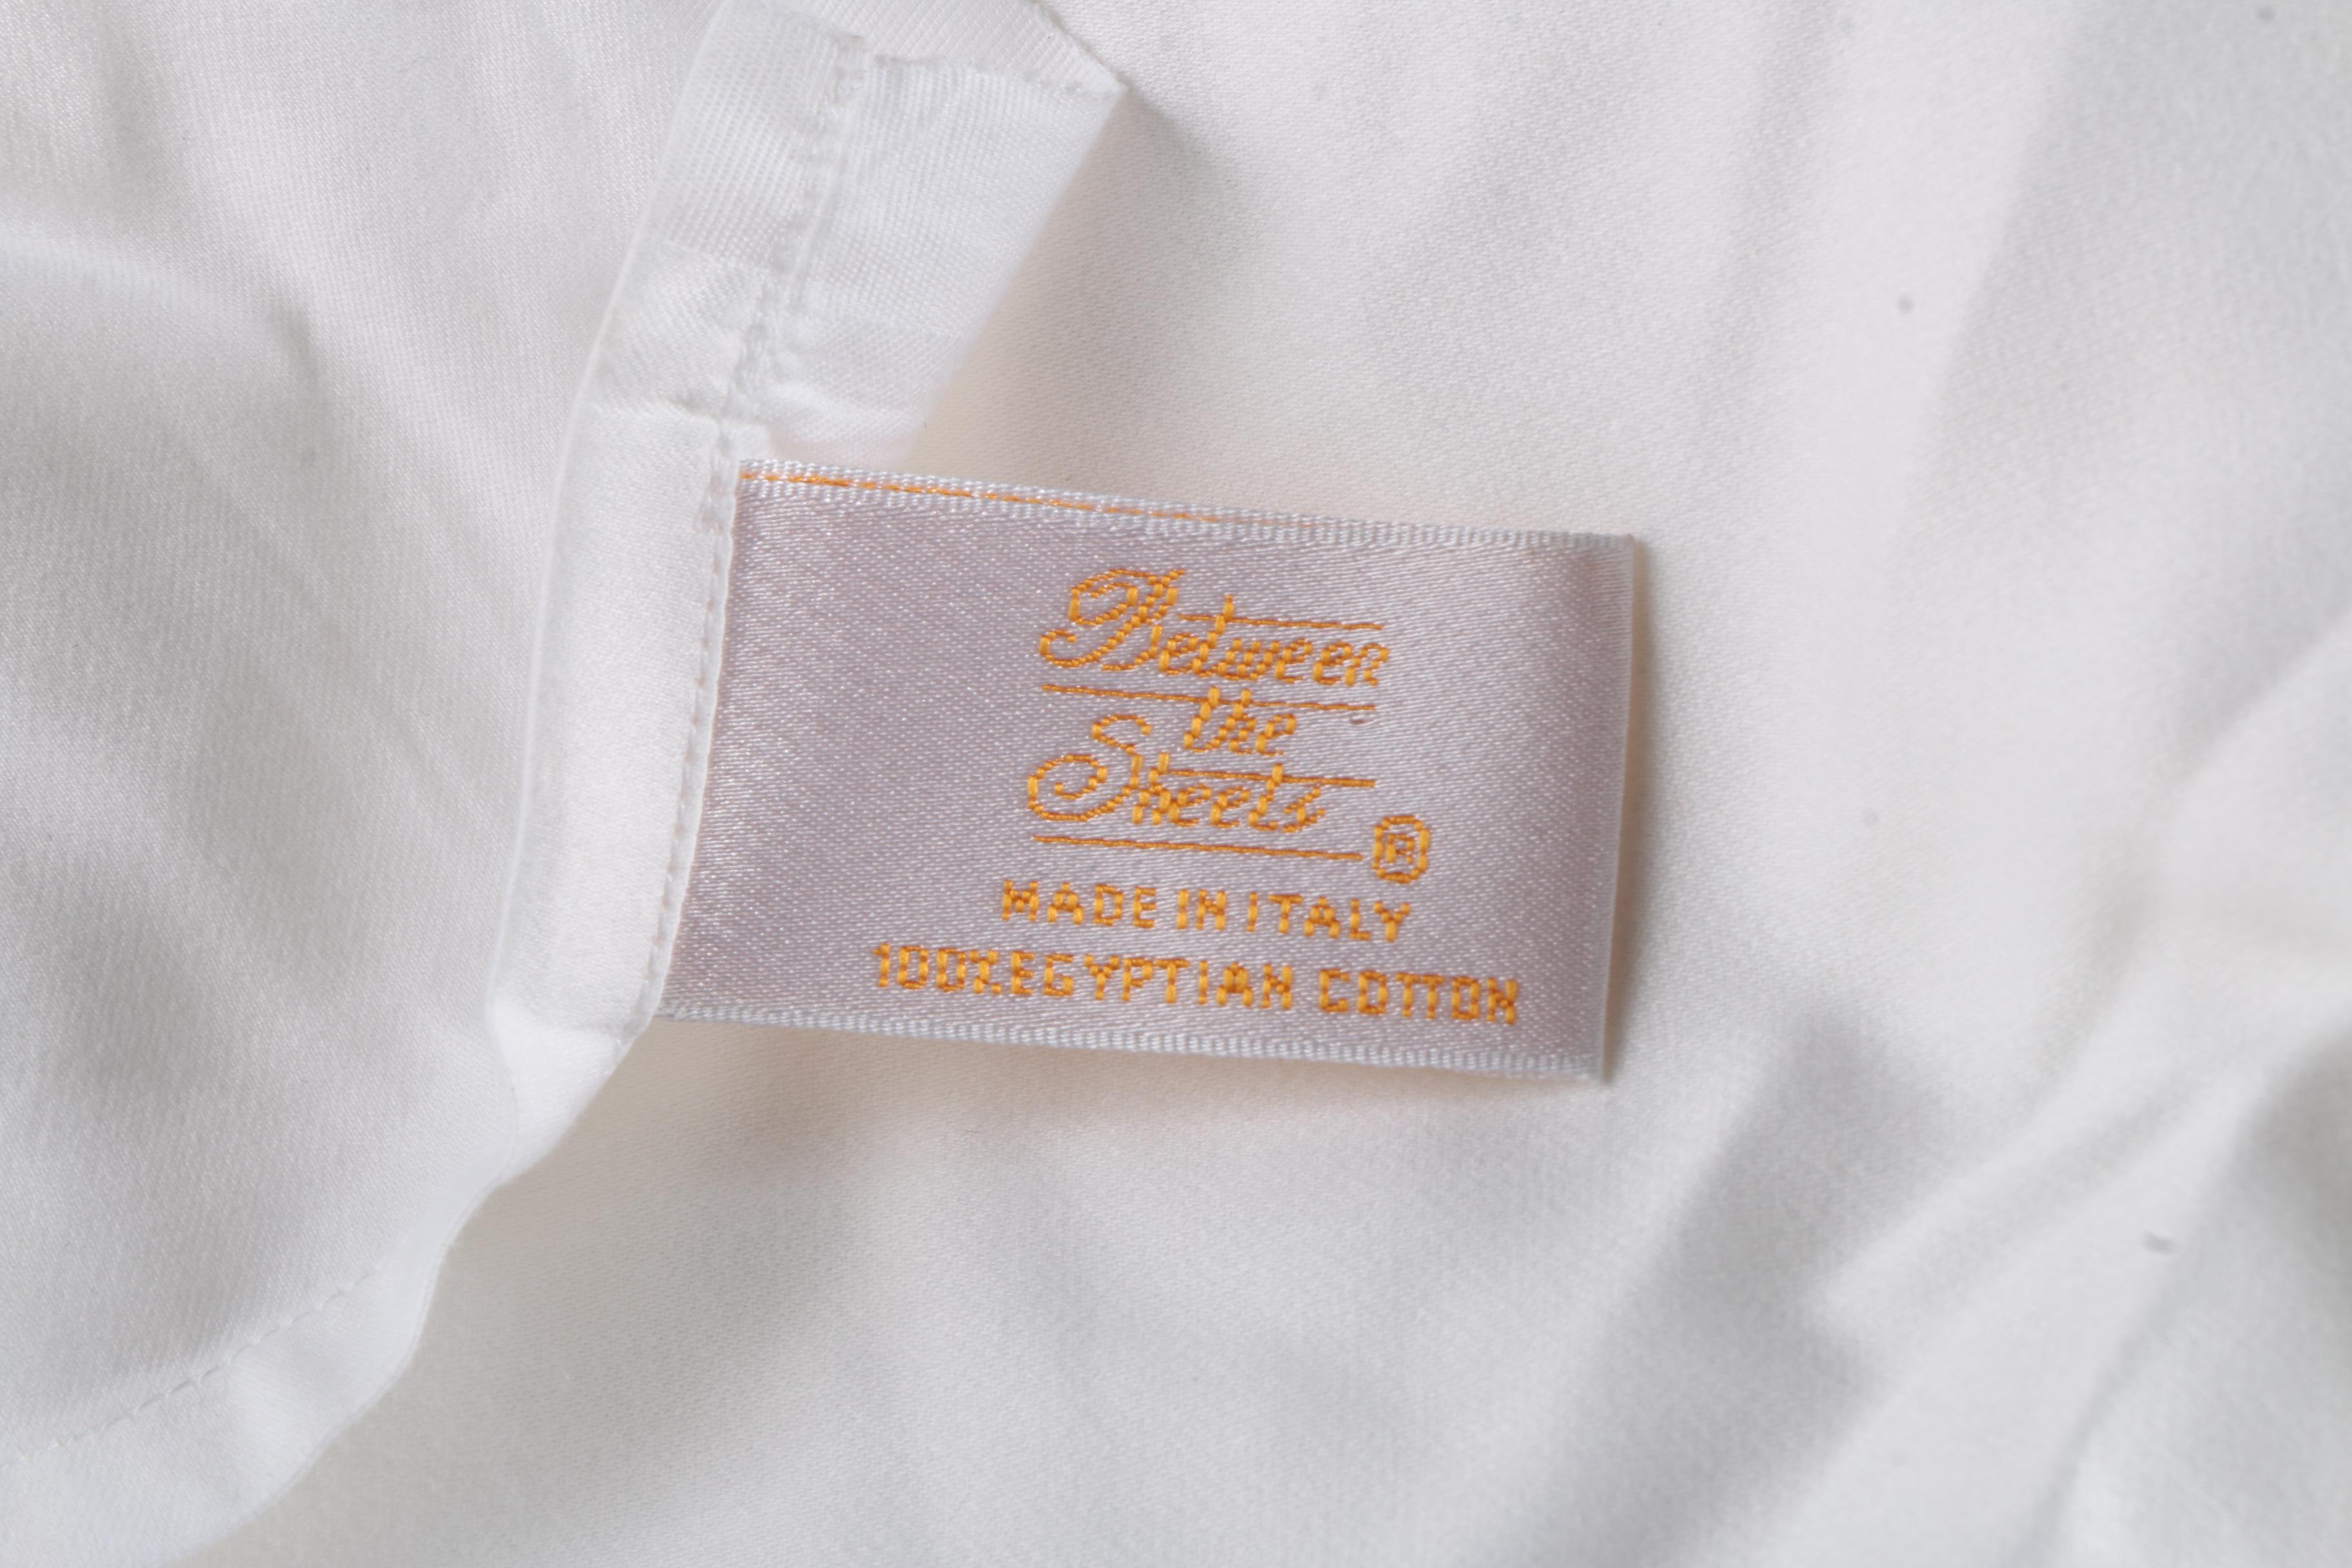 Between
the
Sheets®
MADE IN ITALY
100% EGYPTIAN COTTON